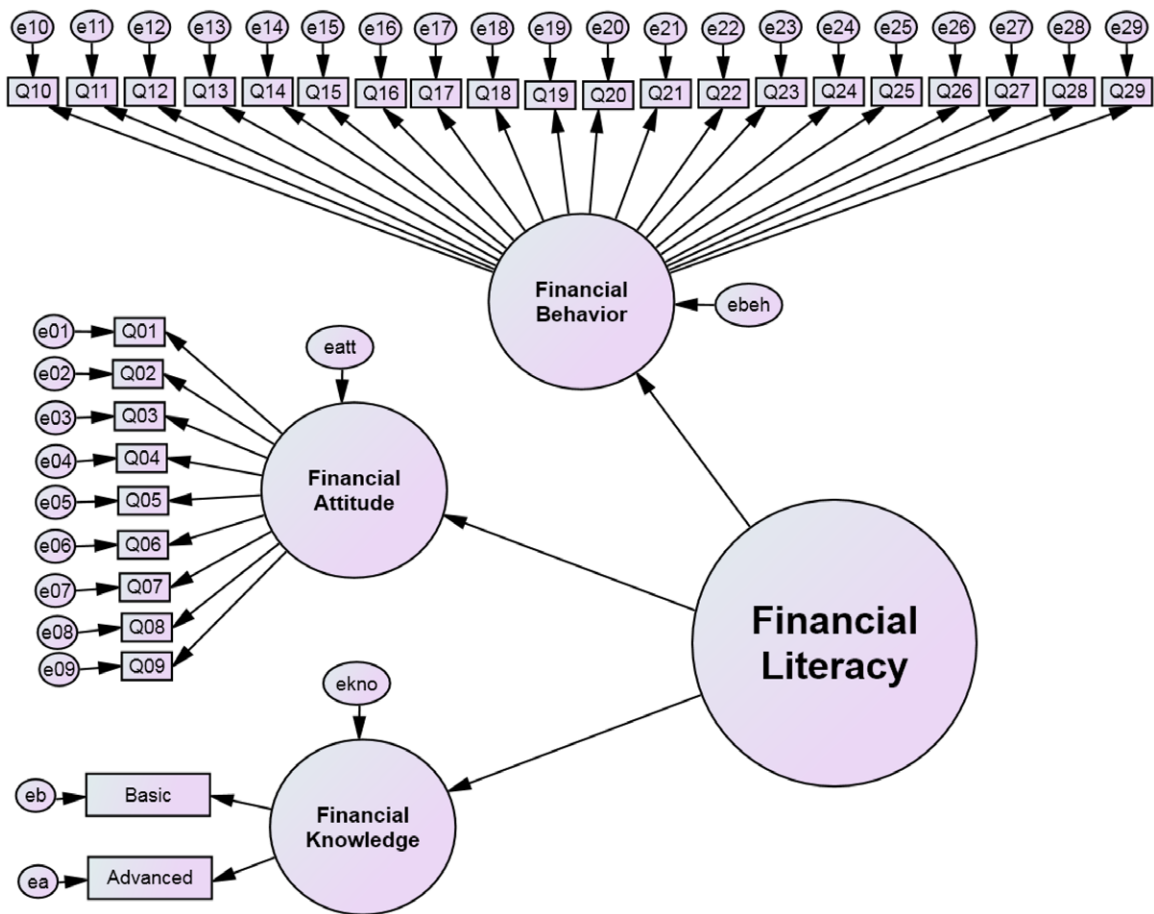 e10 e11 e12 e13 e14 e15 e16 e17 e18 e19 e20 e21 e22 e23 e24 e25 e26 e27 e28 e29
Q10 Q11 Q12 Q13 Q14 Q15 Q16 Q17 Q18 Q19 Q20 Q21 Q22 Q23 Q24 Q25 Q26 Q27 Q28 Q29
Financial
Behavior
ebeh
e01 Q01
e02 Q02
e03 Q03
e04 Q04
e05 Q05
e06 Q06
e07 Q07
e08 Q08
e09 Q09
eatt
Financial
Attitude
Financial
Literacy
ekno
Financial
Knowledge
eb Basic
ea Advanced